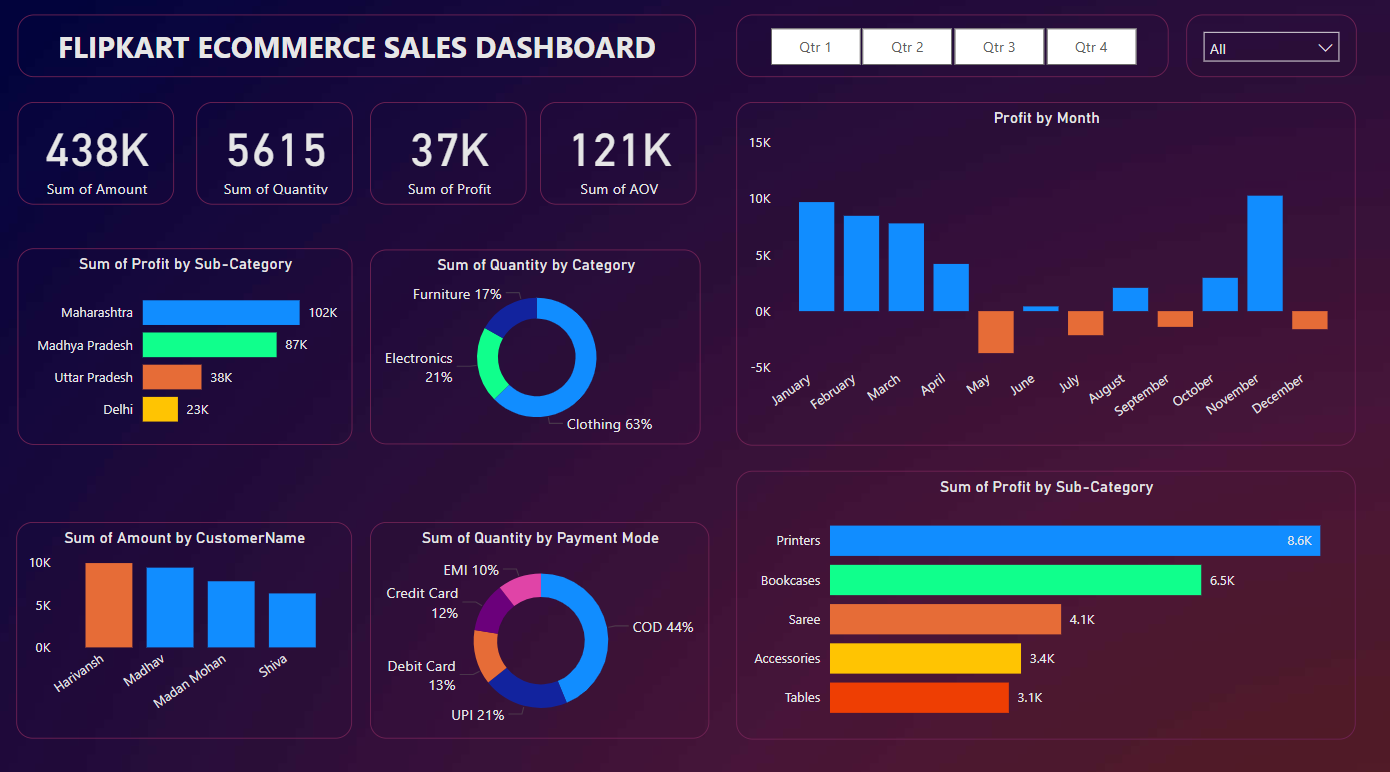 FLIPKART ECOMMERCE SALES DASHBOARD
Qtr 1
Qtr 2
Qtr 3
Qtr 4
All
438K
Sum of Amount
5615
Sum of Quantity
37K
Sum of Profit
121K
Sum of AOV
Profit by Month
15K
10K
5K
0K
-5K
January
February
March
April
May
June
July
August
September
October
November
December
Sum of Profit by Sub-Category
Maharashtra
102K
Madhya Pradesh
87K
Uttar Pradesh
38K
Delhi
23K
Sum of Quantity by Category
Furniture 17%
Electronics
21%
Clothing 63%
Sum of Amount by CustomerName
10K
5K
0K
Harivansh
Madhav
Madan Mohan
Shiva
Sum of Quantity by Payment Mode
EMI 10%
Credit Card
12%
COD 44%
Debit Card
13%
UPI 21%
Sum of Profit by Sub-Category
Printers
8.6K
Bookcases
6.5K
Saree
4.1K
Accessories
3.4K
Tables
3.1K